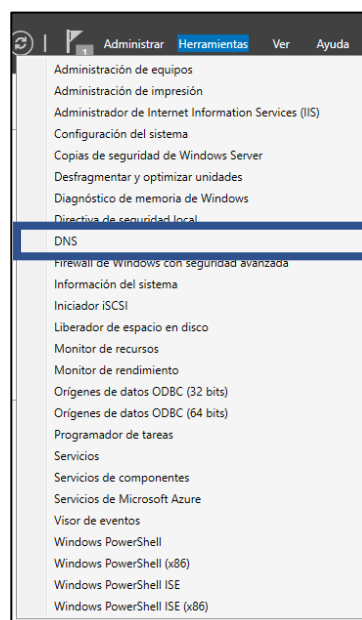 1 Administrar Herramientas Ver Ayuda
Administración de equipos
Administración de impresión
Administrador de Internet Information Services (IIS)
Configuración del sistema
Copias de seguridad de Windows Server
Desfragmentar y optimizar unidades
Diagnóstico de memoria de Windows
Directiva de seguridad local
DNS
Firewall de Windows con seguridad avanzada
Información del sistema
Iniciador iSCSI
Liberador de espacio en disco
Monitor de recursos
Monitor de rendimiento
Orígenes de datos ODBC (32 bits)
Orígenes de datos ODBC (64 bits)
Programador de tareas
Servicios
Servicios de componentes
Servicios de Microsoft Azure
Visor de eventos
Windows PowerShell
Windows PowerShell (x86)
Windows PowerShell ISE
Windows PowerShell ISE (x86)